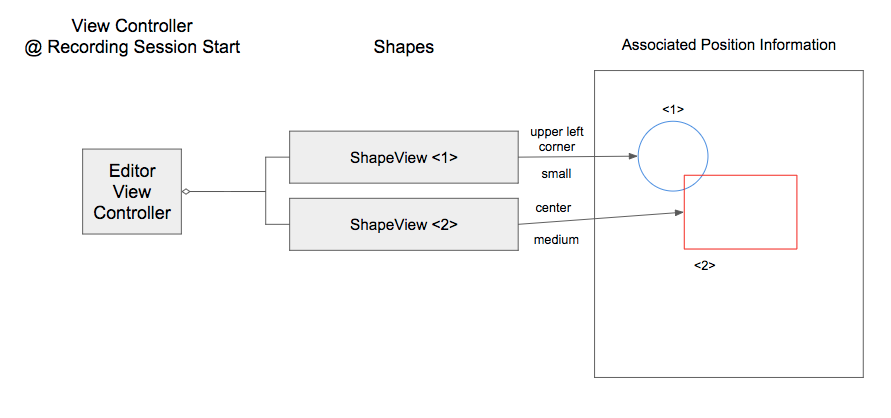 View Controller
@ Recording Session Start
Shapes
Associated Position Information
Editor
View
Controller
ShapeView <1>
ShapeView <2>
upper left
corner
small
center
medium
<1>
<2>